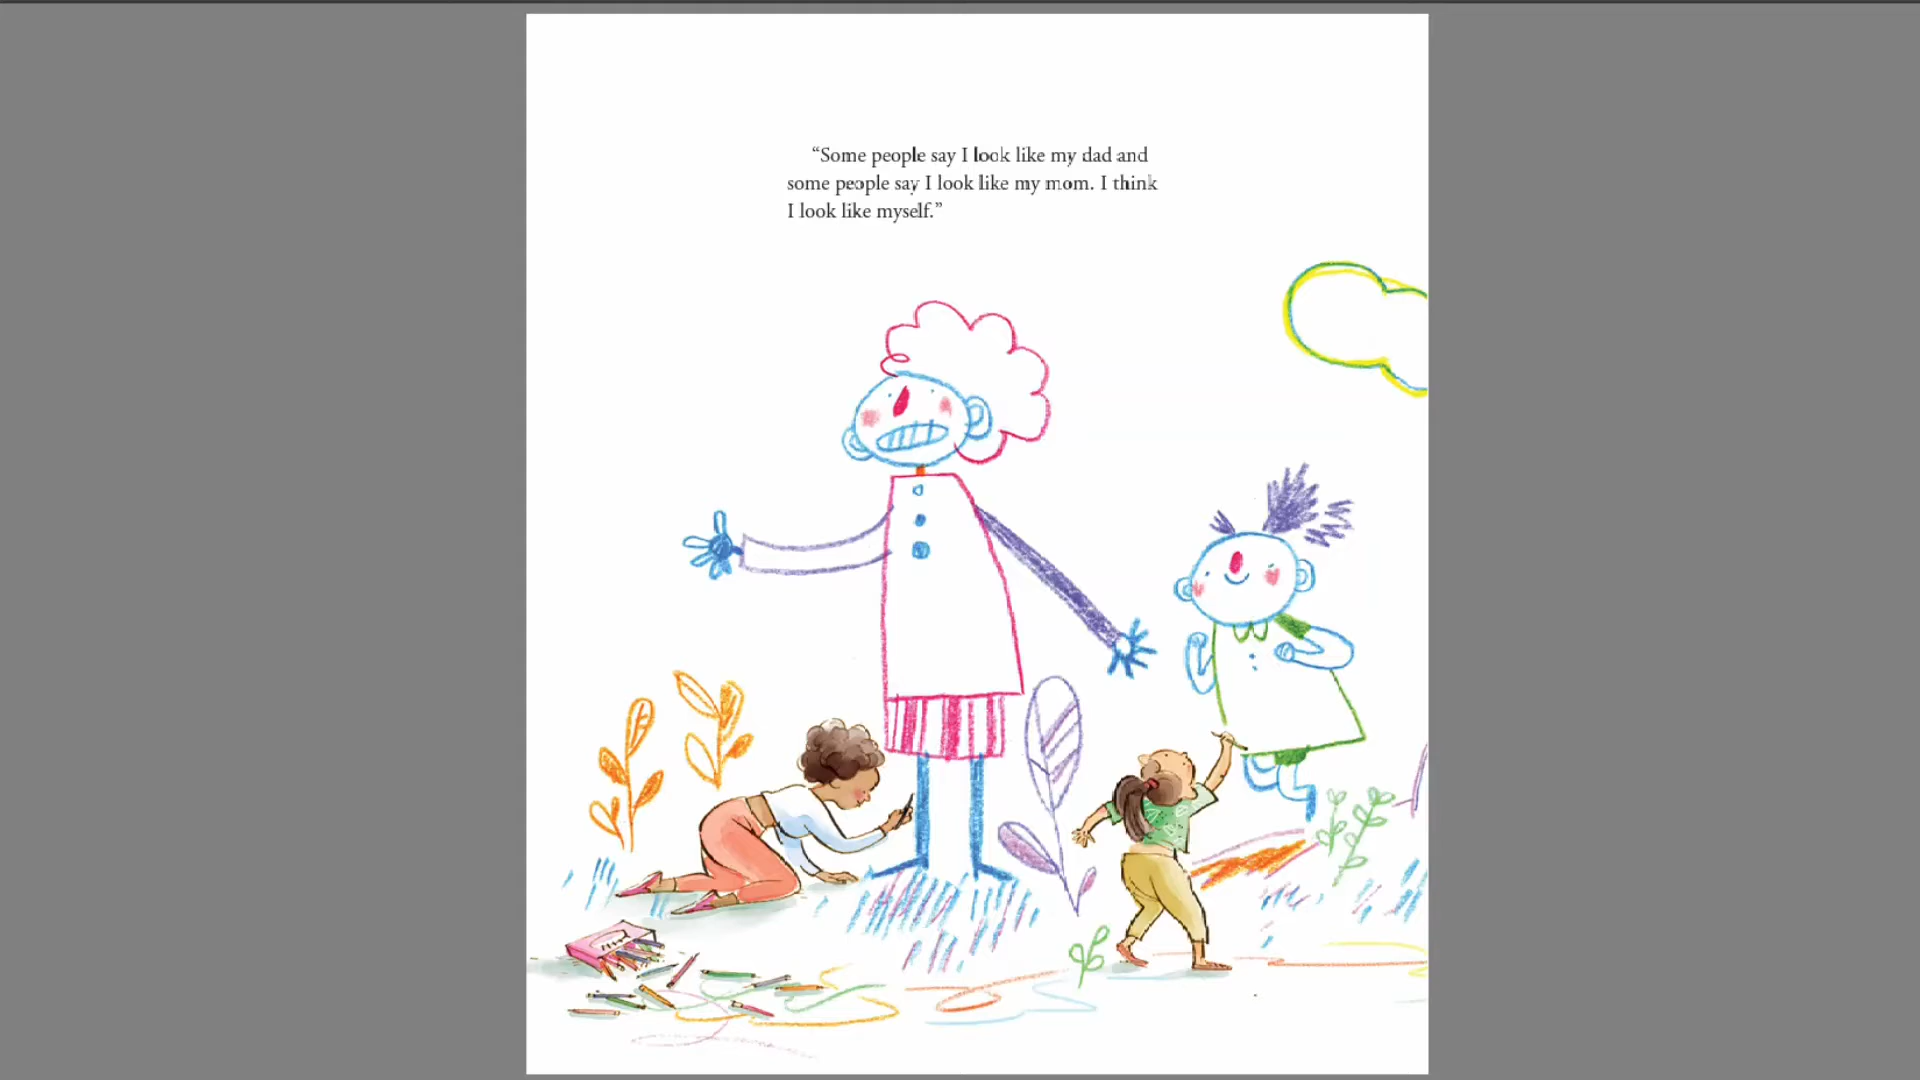 “Some people say I look like my dad and
some people say I look like my mom. I think
I look like myself.”